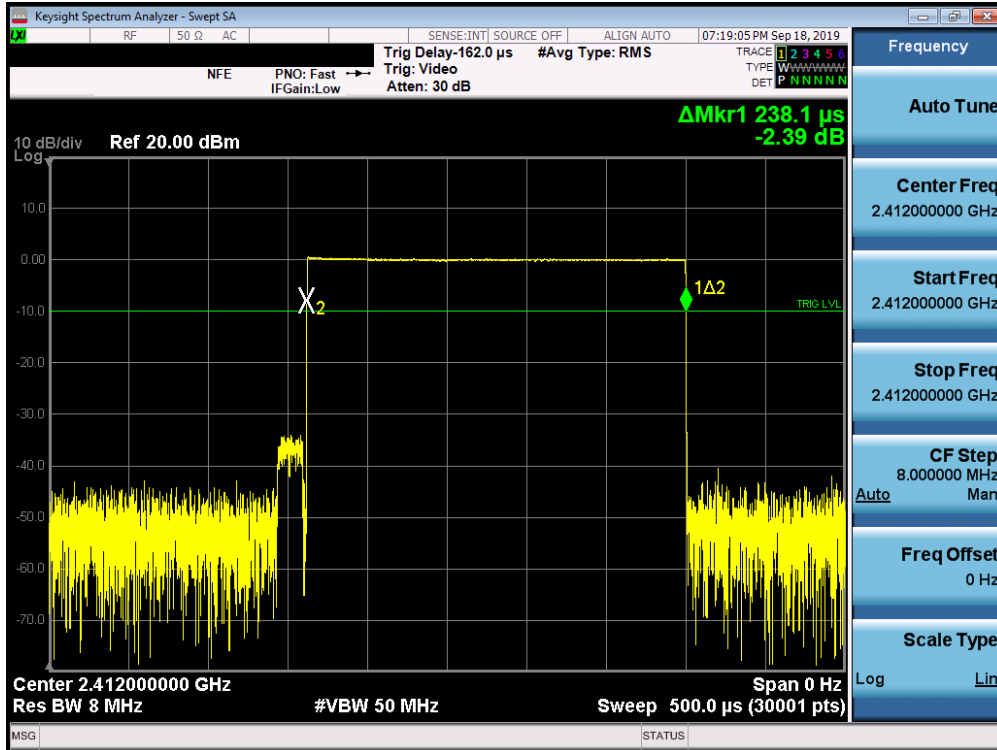 Keysight Spectrum Analyzer - Swept SA
LXI RF 50 Ω AC SENSE:INT SOURCE OFF ALIGN AUTO 07:19:05 PM Sep 18, 2019
Trig Delay-162.0 µs #Avg Type: RMS TRACE 1 2 3 4 5 6
NFE PNO: Fast Trig: Video TYPE WWWWWW
IFGain:Low Atten: 30 dB DET P N N N N N
ΔMkr1 238.1 µs
-2.39 dB
10 dB/div Ref 20.00 dBm
Log
10.0
0.00
1Δ2
2
TRIG LVL
-10.0
-20.0
-30.0
-40.0
-50.0
-60.0
-70.0
Center 2.412000000 GHz Span 0 Hz
Res BW 8 MHz #VBW 50 MHz Sweep 500.0 µs (30001 pts)
MSG STATUS
Frequency
Auto Tune
Center Freq
2.412000000 GHz
Start Freq
2.412000000 GHz
Stop Freq
2.412000000 GHz
CF Step
8.000000 MHz
Auto Man
Freq Offset
0 Hz
Scale Type
Log Lin